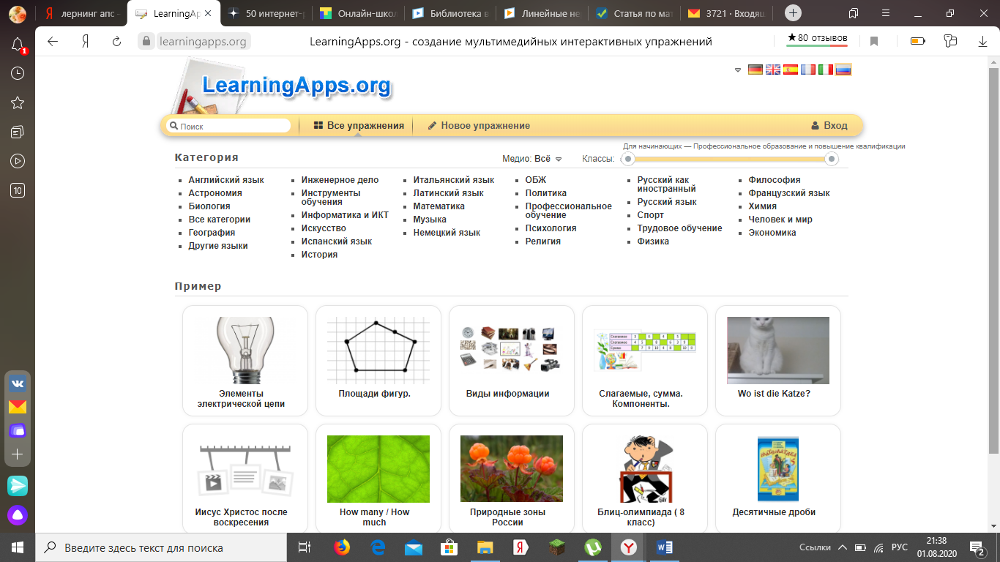 лернинг апс –
LearningAp
50 интернет-
Онлайн-шко
Библиотека в
Линейные не
Статья по ма
3721 · Входящ
1
Я
learningapps.org
LearningApps.org - создание мультимедийных интерактивных упражнений
★80 отзывов
10
LearningApps.org
Поиск
Все упражнения
Новое упражнение
Вход
Для начинающих — Профессиональное образование и повышение квалификации
Категория
Медио: Всё
Классы:
Английский язык
Астрономия
Биология
Все категории
География
Другие языки
Инженерное дело
Инструменты
обучения
Информатика и ИКТ
Искусство
Испанский язык
История
Итальянский язык
Латинский язык
Математика
Музыка
Немецкий язык
ОБЖ
Политика
Профессиональное
обучение
Психология
Религия
Русский как
иностранный
Русский язык
Спорт
Трудовое обучение
Физика
Философия
Французский язык
Химия
Человек и мир
Экономика
Пример
Элементы
электрической цепи
Площади фигур.
Виды информации
Слагаемые, сумма.
Компоненты.
Wo ist die Katze?
Иисус Христос после
воскресения
How many / How
much
Природные зоны
России
Блиц-олимпиада ( 8
класс)
Десятичные дроби
Введите здесь текст для поиска
Ссылки
РУС
21:38
01.08.2020
2